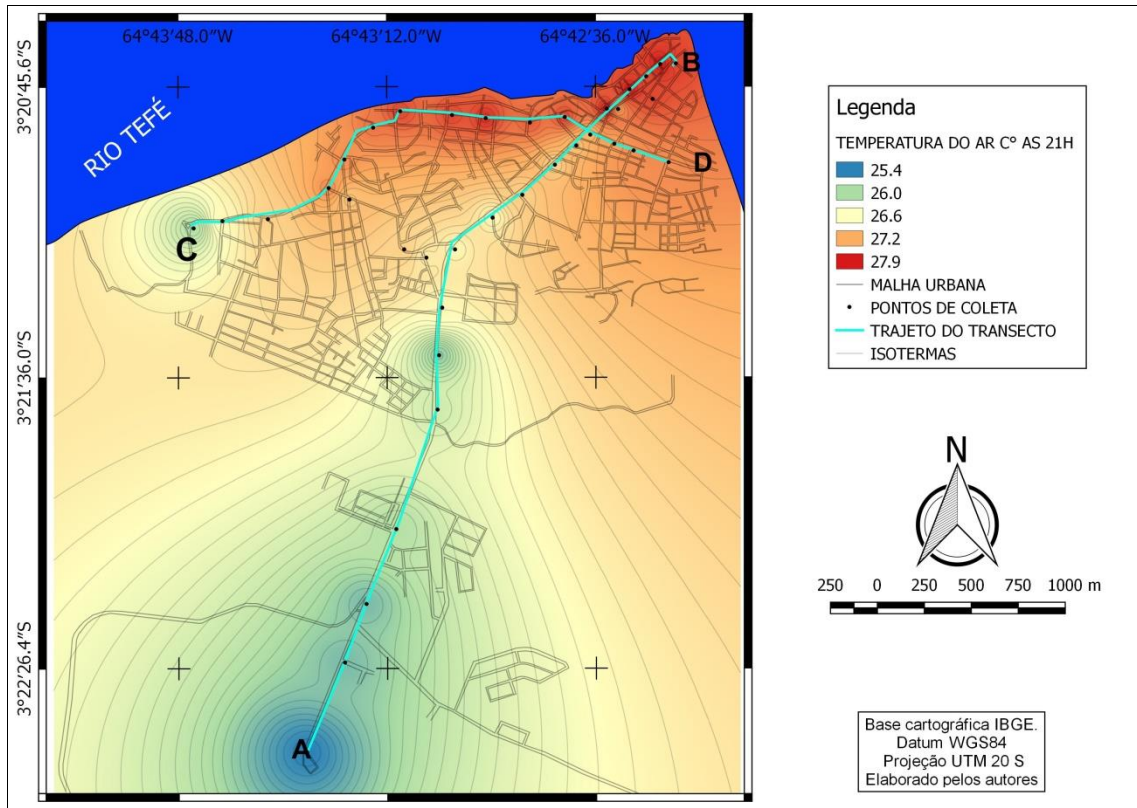 64°43′48.0″W 64°43′12.0″W 64°42′36.0″W
3°20′45.6″S
3°21′36.0″S
3°22′26.4″S
RIO TEFÉ
B
D
C
A
Legenda
TEMPERATURA DO AR C° AS 21H
25.4
26.0
26.6
27.2
27.9
MALHA URBANA
PONTOS DE COLETA
TRAJETO DO TRANSECTO
ISOTERMAS
N
250 0 250 500 750 1000 m
Base cartográfica IBGE.
Datum WGS84
Projeção UTM 20 S
Elaborado pelos autores